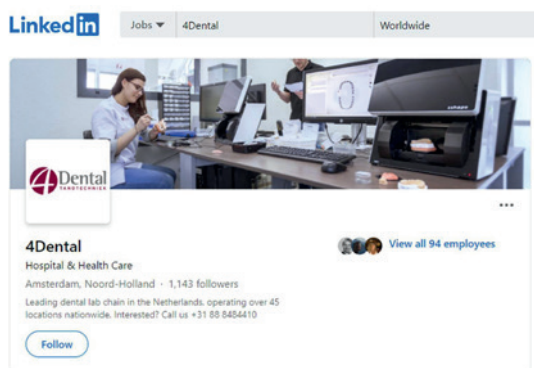 Linked in
Jobs 4Dental Worldwide
4Dental
TANDTECHNIEK
4Dental
Hospital & Health Care
View all 94 employees
Amsterdam, Noord-Holland · 1,143 followers
Leading dental lab chain in the Netherlands. operating over 45
locations nationwide. Interested? Call us +31 88 8484410
Follow